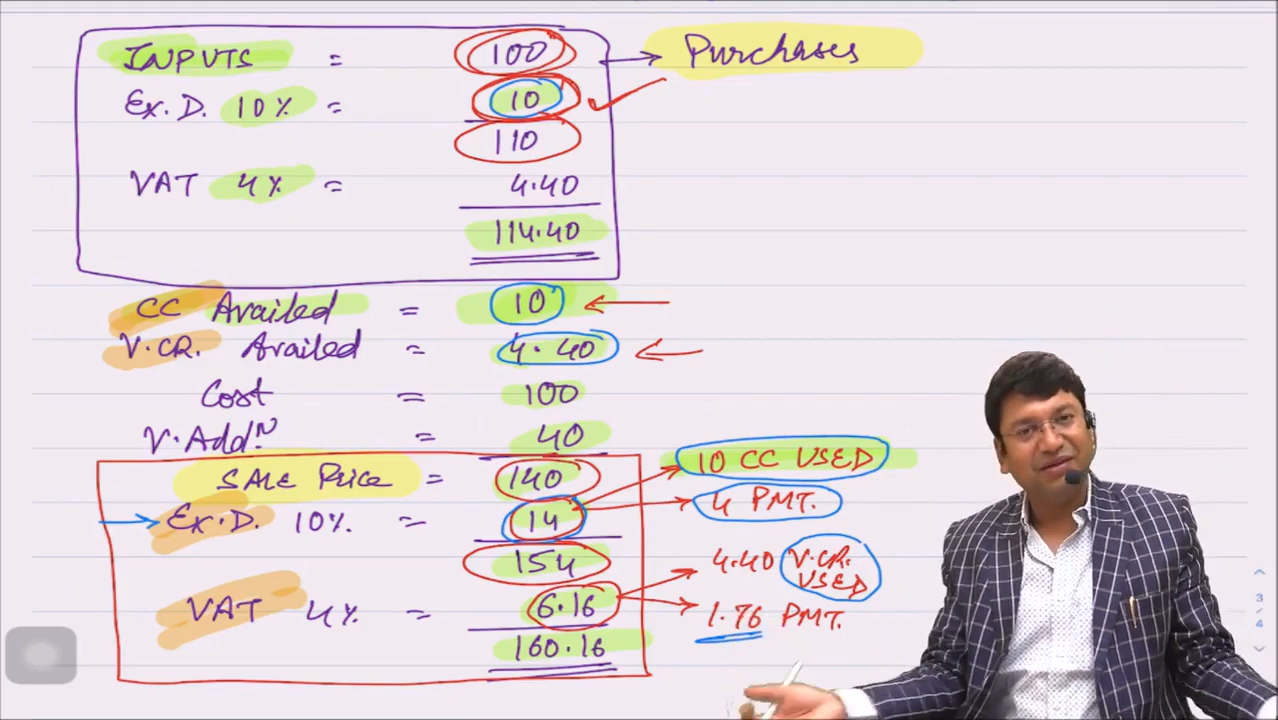 INPUTS = 100 → Purchases
Ex.D. 10% = 10
110
VAT 4% = 4.40
114.40
CC Availed = 10
V.CR. Availed = 4.40
Cost = 100
V.Addⁿ = 40
SALE Price = 140
10 CC USED
Ex.D. 10% = 14
4 PMT.
154
4.40 V.CR. USED
VAT 4% = 6.16
1.76 PMT.
160.16
3
4